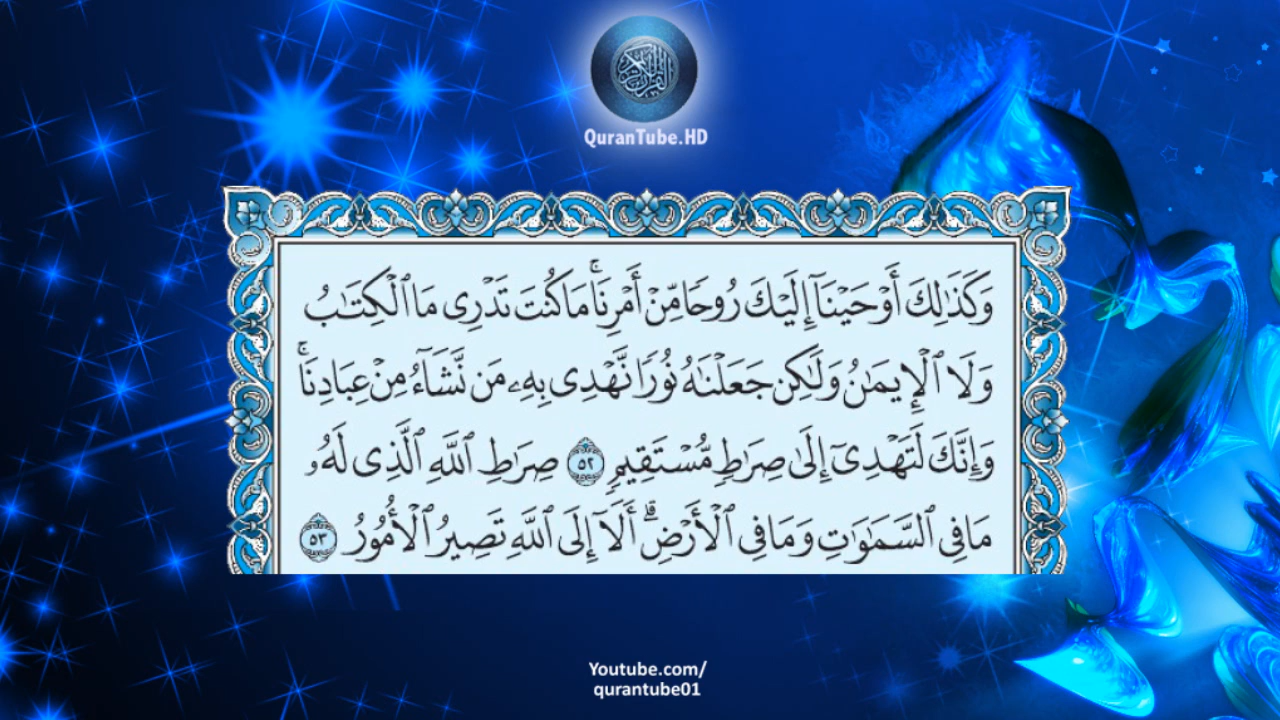 QuranTube.HD
وَكَذَٰلِكَ أَوْحَيْنَآ إِلَيْكَ رُوحًا مِّنْ أَمْرِنَا ۚ مَا كُنتَ تَدْرِى مَا ٱلْكِتَٰبُ
وَلَا ٱلْإِيمَٰنُ وَلَٰكِن جَعَلْنَٰهُ نُورًا نَّهْدِى بِهِۦ مَن نَّشَآءُ مِنْ عِبَادِنَا ۚ
وَإِنَّكَ لَتَهْدِىٓ إِلَىٰ صِرَٰطٍ مُّسْتَقِيمٍ ٥٢ صِرَٰطِ ٱللَّهِ ٱلَّذِى لَهُۥ
مَا فِى ٱلسَّمَٰوَٰتِ وَمَا فِى ٱلْأَرْضِ ۗ أَلَآ إِلَى ٱللَّهِ تَصِيرُ ٱلْأُمُورُ ٥٣
Youtube.com/
qurantube01